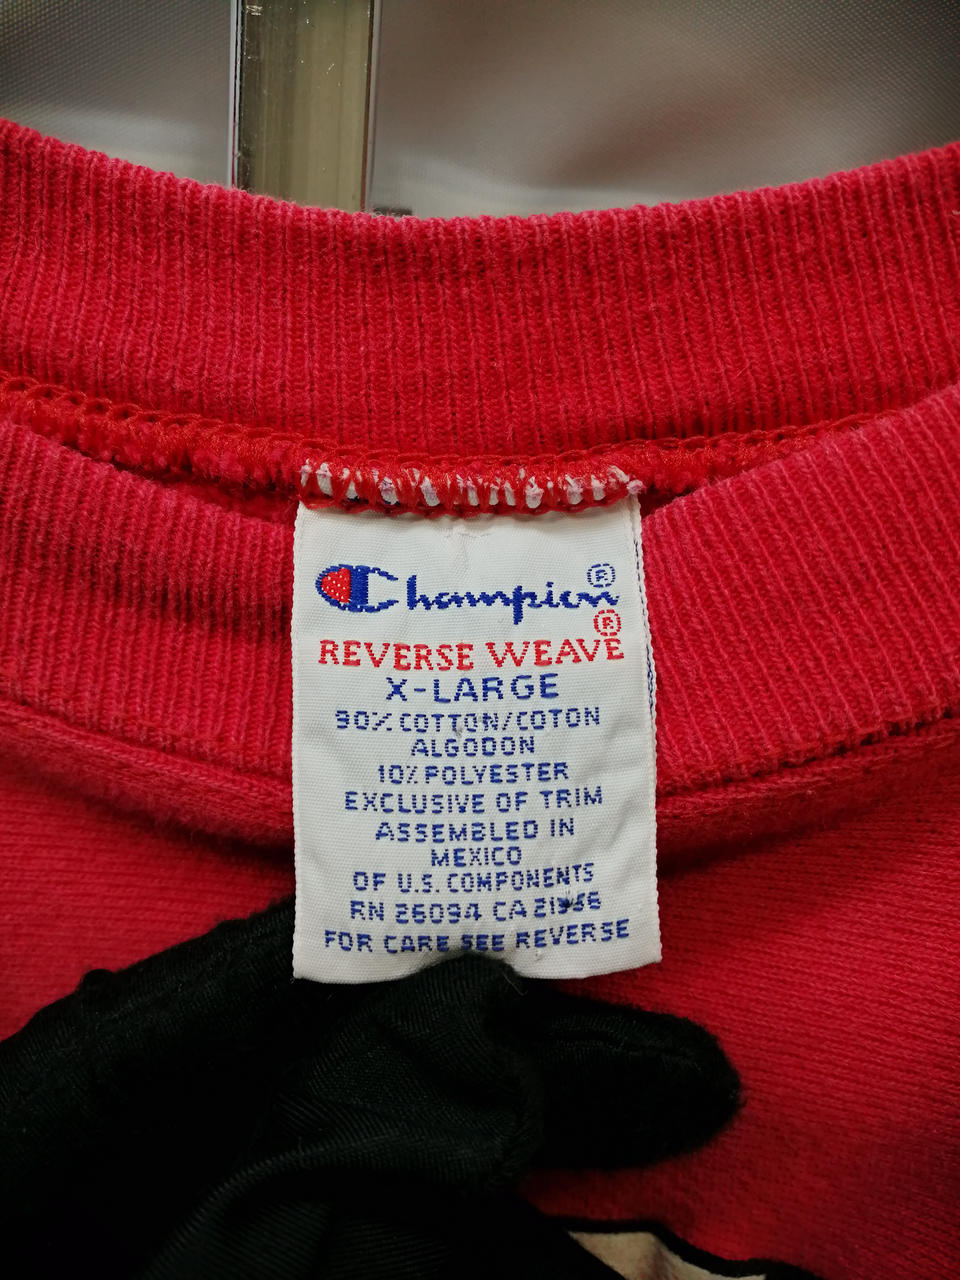 Champion®
REVERSE WEAVE®
X-LARGE
90% COTTON/COTON
ALGODON
10% POLYESTER
EXCLUSIVE OF TRIM
ASSEMBLED IN
MEXICO
OF U.S. COMPONENTS
RN 26094 CA
FOR CARE SEE REVERSE